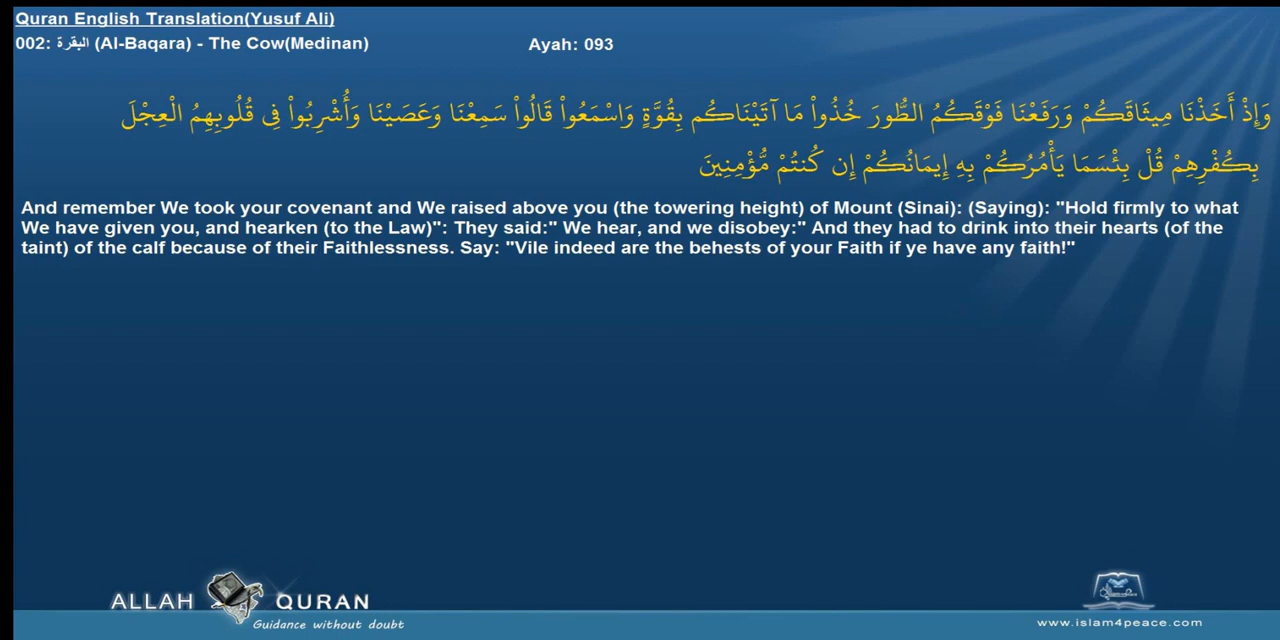 Quran English Translation(Yusuf Ali)
002: البقرة (Al-Baqara) - The Cow(Medinan) Ayah: 093
وَإِذْ أَخَذْنَا مِيثَاقَكُمْ وَرَفَعْنَا فَوْقَكُمُ الطُّورَ خُذُواْ مَا آتَيْنَاكُم بِقُوَّةٍ وَاسْمَعُواْ قَالُواْ سَمِعْنَا وَعَصَيْنَا وَأُشْرِبُواْ فِي قُلُوبِهِمُ الْعِجْلَ
بِكُفْرِهِمْ قُلْ بِئْسَمَا يَأْمُرُكُمْ بِهِ إِيمَانُكُمْ إِن كُنتُمْ مُّؤْمِنِينَ
And remember We took your covenant and We raised above you (the towering height) of Mount (Sinai): (Saying): "Hold firmly to what
We have given you, and hearken (to the Law)": They said:" We hear, and we disobey:" And they had to drink into their hearts (of the
taint) of the calf because of their Faithlessness. Say: "Vile indeed are the behests of your Faith if ye have any faith!"
ALLAH QURAN
Guidance without doubt
www.islam4peace.com